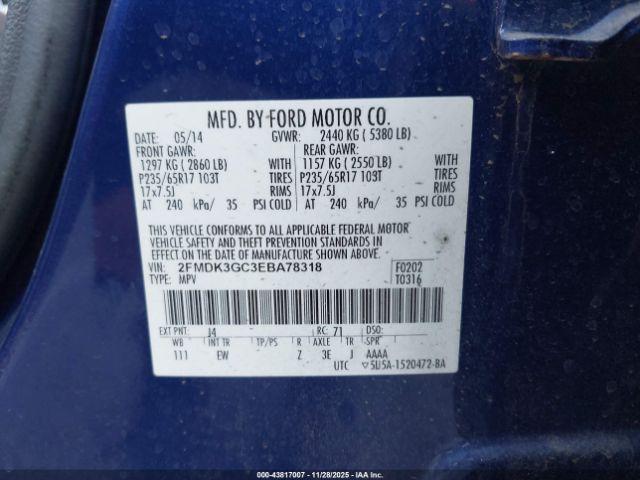 MFD. BY FORD MOTOR CO.
DATE: 05/14 GVWR: 2440 KG ( 5380 LB)
FRONT GAWR: REAR GAWR:
1297 KG ( 2860 LB) WITH 1157 KG ( 2550 LB) WITH
P235/65R17 103T TIRES P235/65R17 103T TIRES
17x7.5J RIMS 17x7.5J RIMS
AT 240 kPa/ 35 PSI COLD AT 240 kPa/ 35 PSI COLD
THIS VEHICLE CONFORMS TO ALL APPLICABLE FEDERAL MOTOR
VEHICLE SAFETY AND THEFT PREVENTION STANDARDS IN
EFFECT ON THE DATE OF MANUFACTURE SHOWN ABOVE.
VIN: 2FMDK3GC3EBA78318 F0202
TYPE: MPV T0316
EXT PNT: J4 RC: 71 DSO:
WB INT TR TP/PS R AXLE TR SPR
111 EW Z 3E J AAAA
UTC ▽5U5A-1520472-BA
000-43817007 - 11/28/2025 - IAAI, Inc.